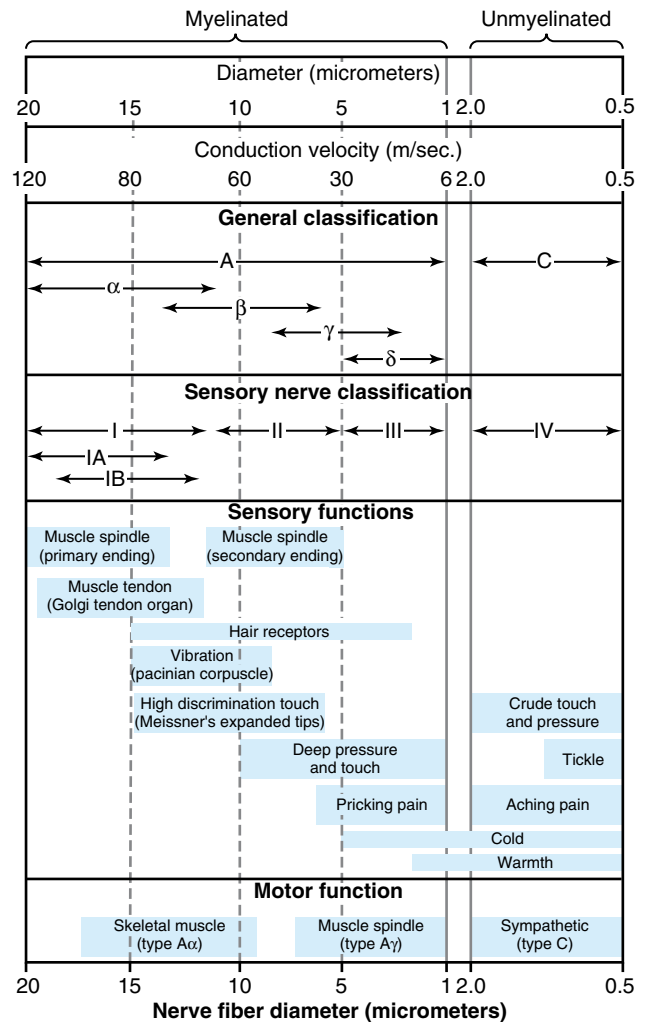 Myelinated Unmyelinated
Diameter (micrometers)
20 15 10 5 1 2.0 0.5
Conduction velocity (m/sec.)
120 80 60 30 6 2.0 0.5
General classification
A C
α
β
γ
δ
Sensory nerve classification
I II III IV
IA
IB
Sensory functions
Muscle spindle Muscle spindle
(primary ending) (secondary ending)
Muscle tendon
(Golgi tendon organ)
Hair receptors
Vibration
(pacinian corpuscle)
High discrimination touch Crude touch
(Meissner's expanded tips) and pressure
Deep pressure
and touch
Tickle
Pricking pain Aching pain
Cold
Warmth
Motor function
Skeletal muscle Muscle spindle Sympathetic
(type Aα) (type Aγ) (type C)
20 15 10 5 1 2.0 0.5
Nerve fiber diameter (micrometers)